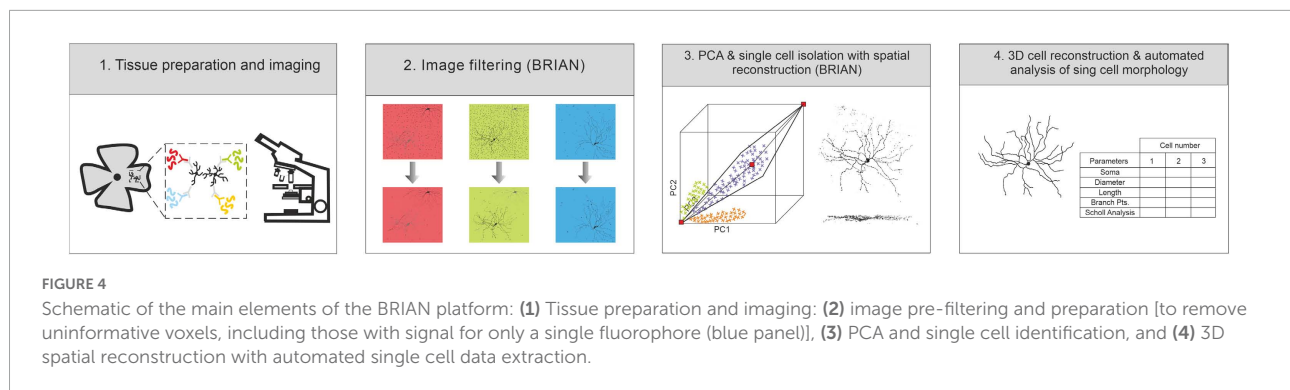 1. Tissue preparation and imaging
2. Image filtering (BRIAN)
3. PCA & single cell isolation with spatial
reconstruction (BRIAN)
PC2
PC1
4. 3D cell reconstruction & automated
analysis of sing cell morphology
Cell number
Parameters 1 2 3
Soma
Diameter
Length
Branch Pts.
Scholl Analysis
FIGURE 4
Schematic of the main elements of the BRIAN platform: (1) Tissue preparation and imaging: (2) image pre-filtering and preparation [to remove
uninformative voxels, including those with signal for only a single fluorophore (blue panel)], (3) PCA and single cell identification, and (4) 3D
spatial reconstruction with automated single cell data extraction.